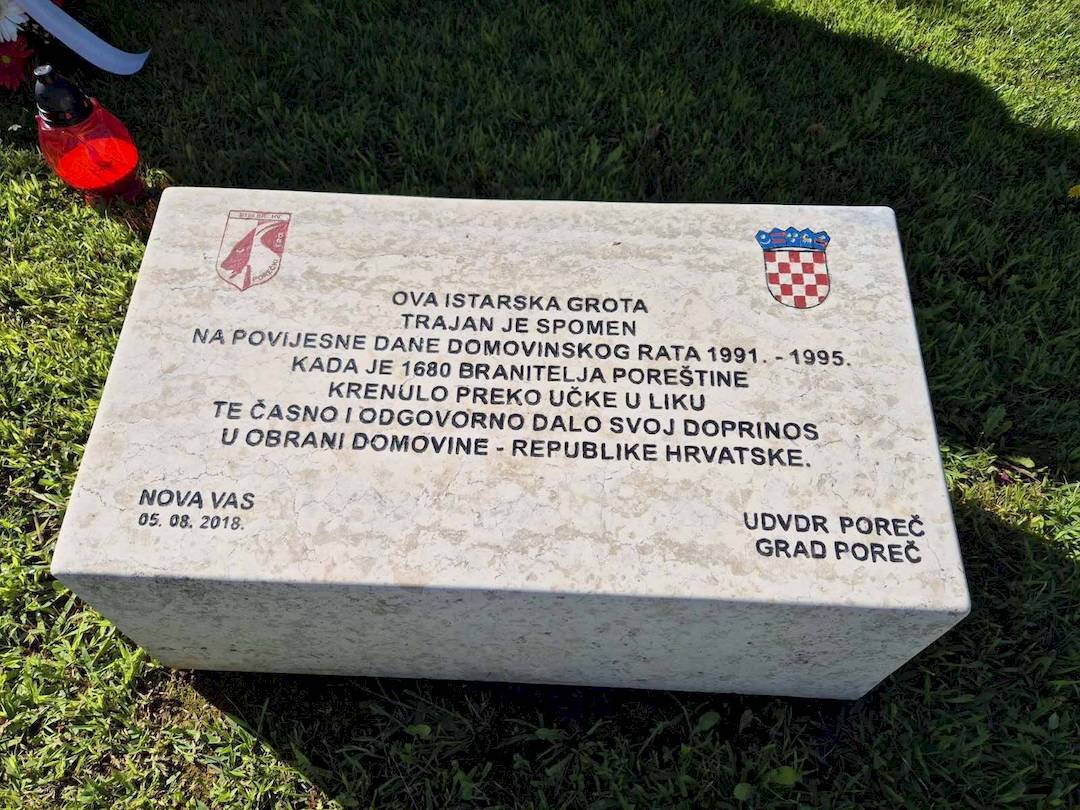 POREČKI
OVA ISTARSKA GROTA
TRAJAN JE SPOMEN
NA POVIJESNE DANE DOMOVINSKOG RATA 1991. - 1995.
KADA JE 1680 BRANITELJA POREŠTINE
KRENULO PREKO UČKE U LIKU
TE ČASNO I ODGOVORNO DALO SVOJ DOPRINOS
U OBRANI DOMOVINE - REPUBLIKE HRVATSKE.
NOVA VAS
05. 08. 2018.
UDVDR POREČ
GRAD POREČ